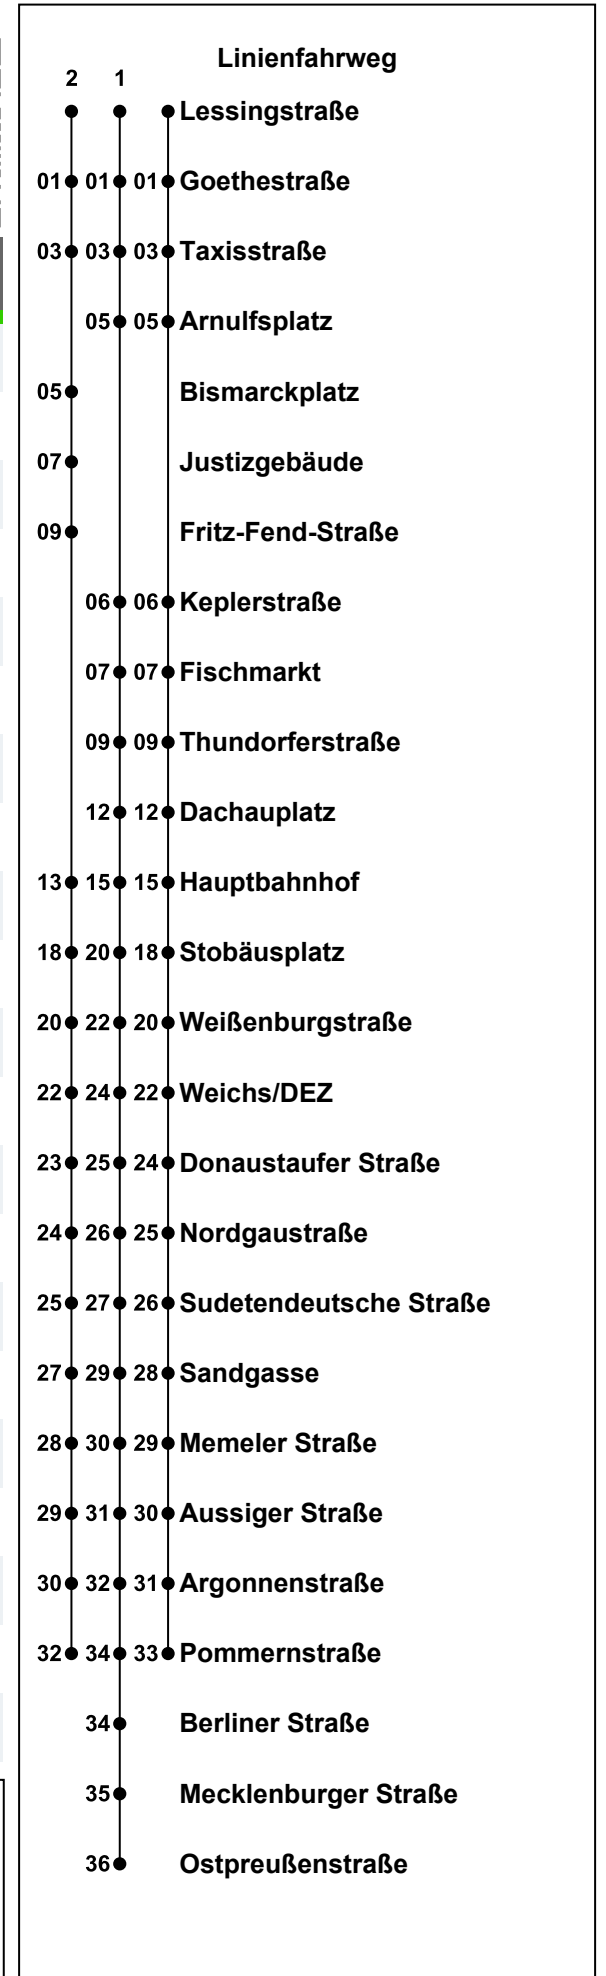 Linienfahrweg
2 1
Lessingstraße
01 01 01 Goethestraße
03 03 03 Taxisstraße
05 05 Arnulfsplatz
05 Bismarckplatz
07 Justizgebäude
09 Fritz-Fend-Straße
06 06 Keplerstraße
07 07 Fischmarkt
09 09 Thundorferstraße
12 12 Dachauplatz
13 15 15 Hauptbahnhof
18 20 18 Stobäusplatz
20 22 20 Weißenburgstraße
22 24 22 Weichs/DEZ
23 25 24 Donaustaufer Straße
24 26 25 Nordgaustraße
25 27 26 Sudetendeutsche Straße
27 29 28 Sandgasse
28 30 29 Memeler Straße
29 31 30 Aussiger Straße
30 32 31 Argonnenstraße
32 34 33 Pommernstraße
34 Berliner Straße
35 Mecklenburger Straße
36 Ostpreußenstraße